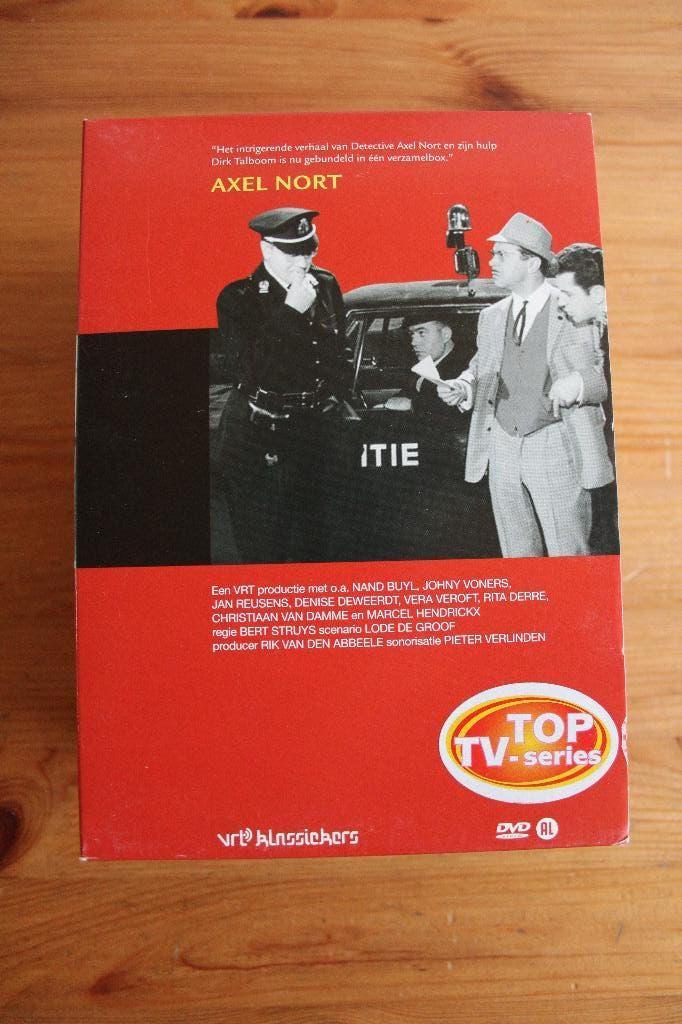 "Het intrigerende verhaal van Detective Axel Nort en zijn hulp
Dirk Talboom is nu gebundeld in één verzamelbox."
AXEL NORT
ITIE
Een VRT productie met o.a. NAND BUYL, JOHNY VONERS,
JAN REUSENS, DENISE DEWEERDT, VERA VEROFT, RITA DERRE,
CHRISTIAAN VAN DAMME en MARCEL HENDRICKX
regie BERT STRUYS scenario LODE DE GROOF
producer RIK VAN DEN ABBEELE sonorisatie PIETER VERLINDEN
TOP
TV-series
vrt klassiekers
DVD
AL